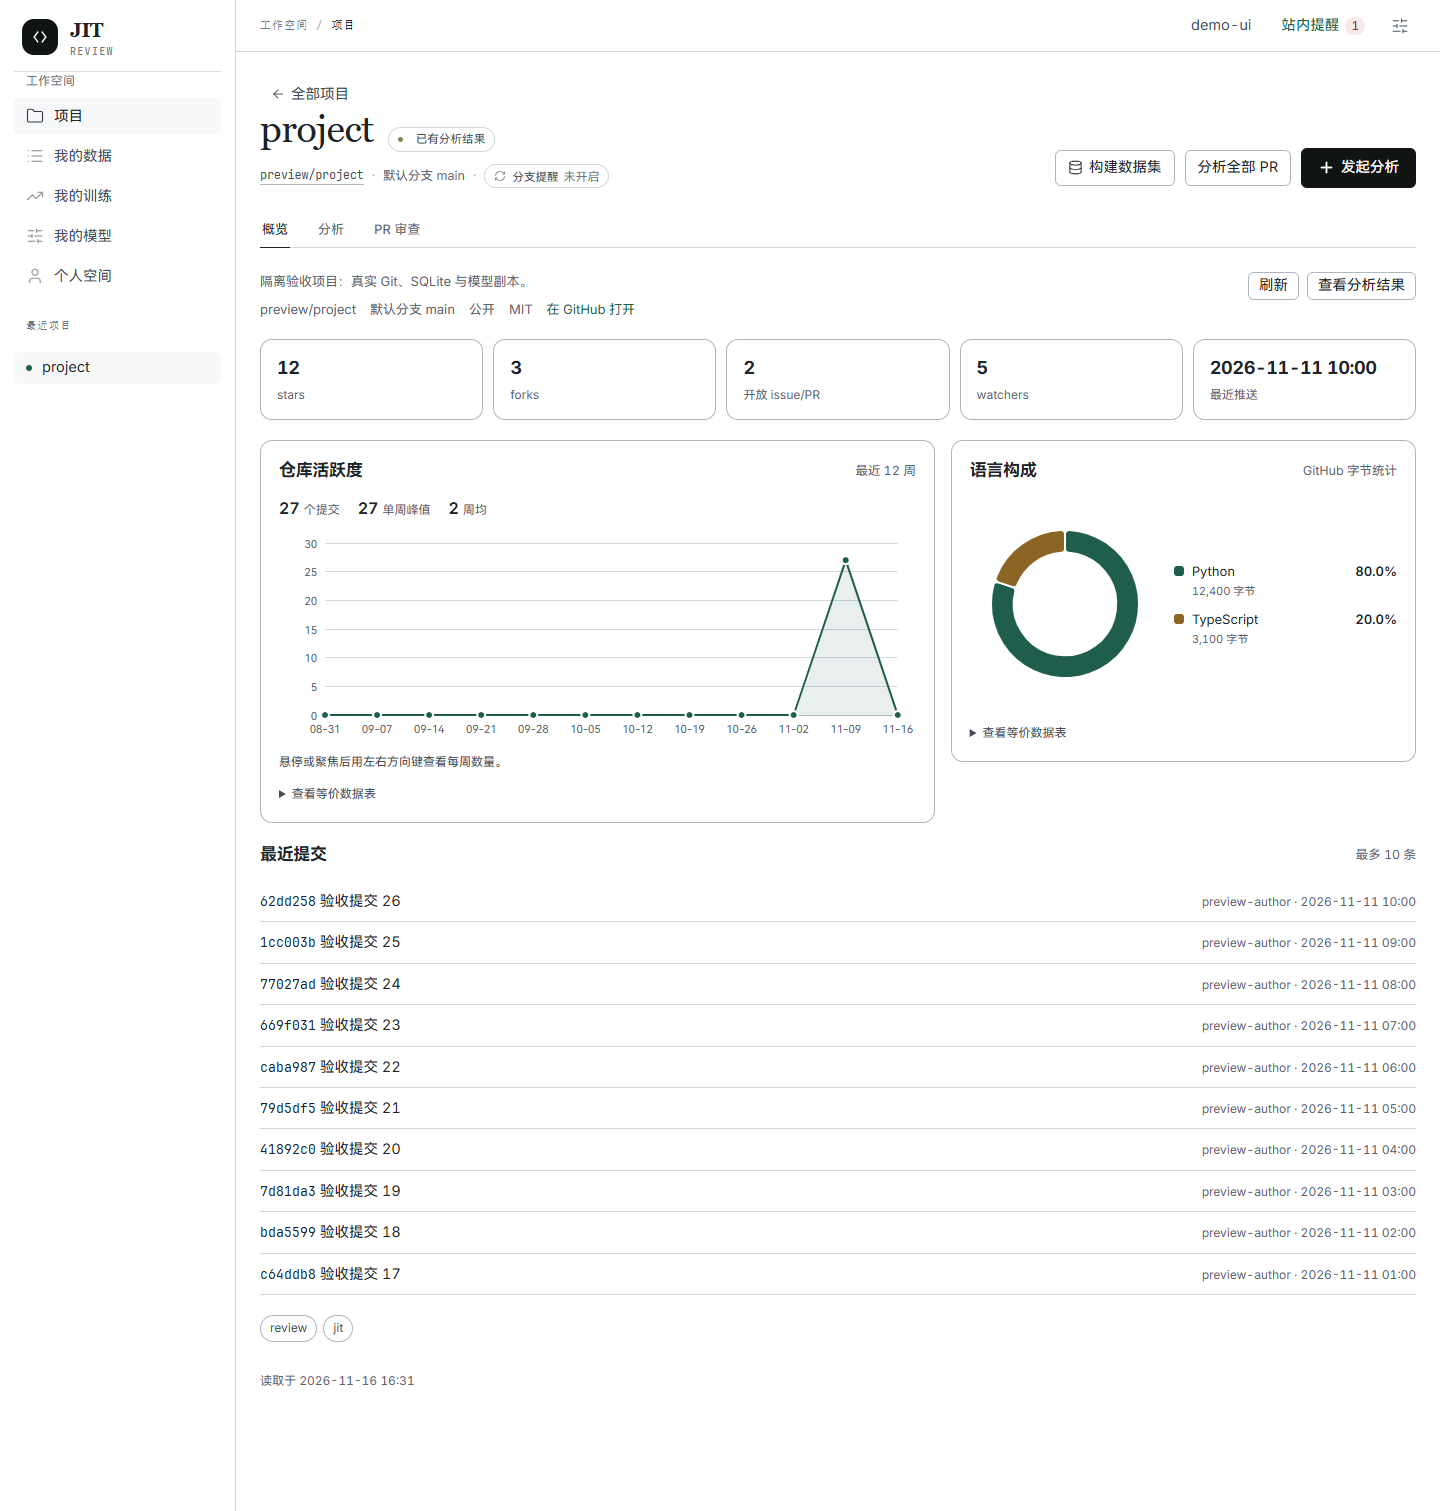 JIT
REVIEW
工作空间
项目
我的数据
我的训练
我的模型
个人空间
最近项目
project
工作空间 / 项目
demo-ui 站内提醒 1
← 全部项目
project 已有分析结果
preview/project · 默认分支 main · 分支提醒 未开启
构建数据集 分析全部 PR + 发起分析
概览 分析 PR 审查
隔离验收项目：真实 Git、SQLite 与模型副本。
刷新 查看分析结果
preview/project 默认分支 main 公开 MIT 在 GitHub 打开
12
stars
3
forks
2
开放 issue/PR
5
watchers
2026-11-11 10:00
最近推送
仓库活跃度 最近 12 周
27 个提交 27 单周峰值 2 周均
30
25
20
15
10
5
0
08-31 09-07 09-14 09-21 09-28 10-05 10-12 10-19 10-26 11-02 11-09 11-16
悬停或聚焦后用左右方向键查看每周数量。
▶ 查看等价数据表
语言构成 GitHub 字节统计
Python 80.0%
12,400 字节
TypeScript 20.0%
3,100 字节
▶ 查看等价数据表
最近提交 最多 10 条
62dd258 验收提交 26 preview-author · 2026-11-11 10:00
1cc003b 验收提交 25 preview-author · 2026-11-11 09:00
77027ad 验收提交 24 preview-author · 2026-11-11 08:00
669f031 验收提交 23 preview-author · 2026-11-11 07:00
caba987 验收提交 22 preview-author · 2026-11-11 06:00
79d5df5 验收提交 21 preview-author · 2026-11-11 05:00
41892c0 验收提交 20 preview-author · 2026-11-11 04:00
7d81da3 验收提交 19 preview-author · 2026-11-11 03:00
bda5599 验收提交 18 preview-author · 2026-11-11 02:00
c64ddb8 验收提交 17 preview-author · 2026-11-11 01:00
review jit
读取于 2026-11-16 16:31